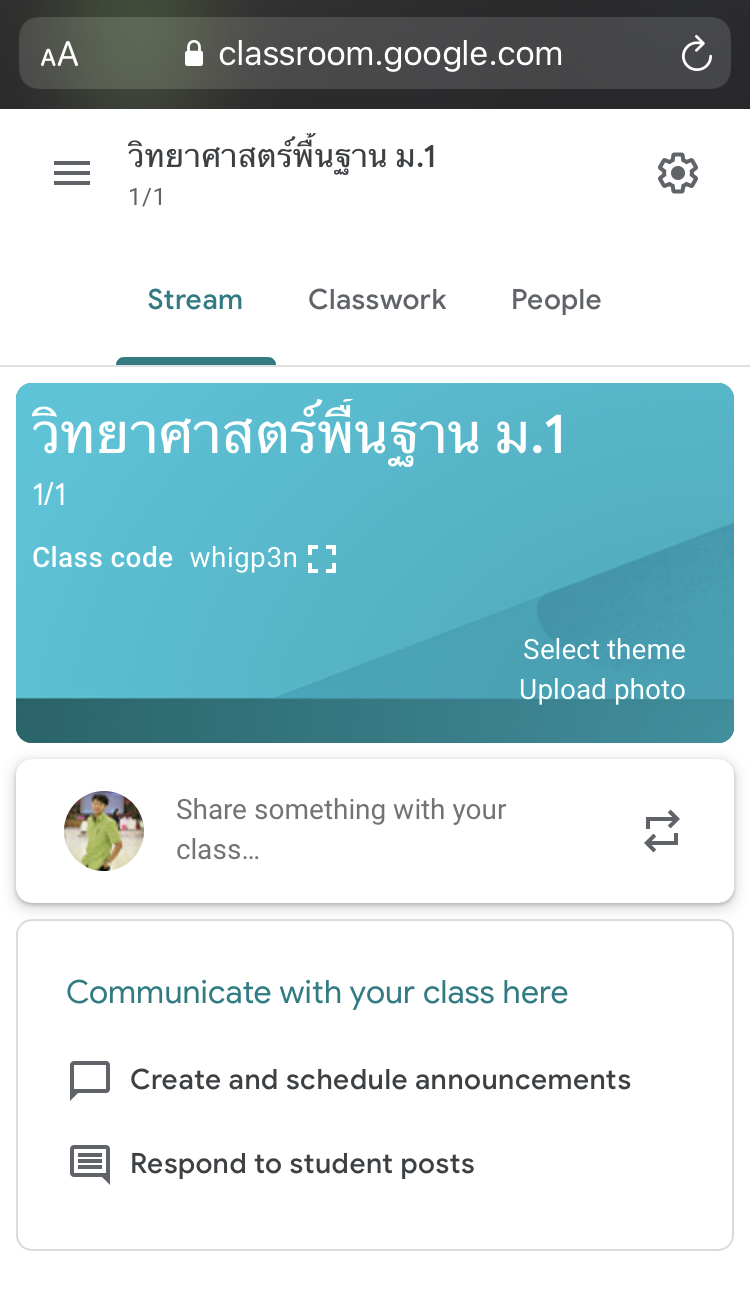 AA classroom.google.com
วิทยาศาสตร์พื้นฐาน ม.1
1/1
Stream Classwork People
วิทยาศาสตร์พื้นฐาน ม.1
1/1
Class code whigp3n
Select theme
Upload photo
Share something with your
class...
Communicate with your class here
Create and schedule announcements
Respond to student posts